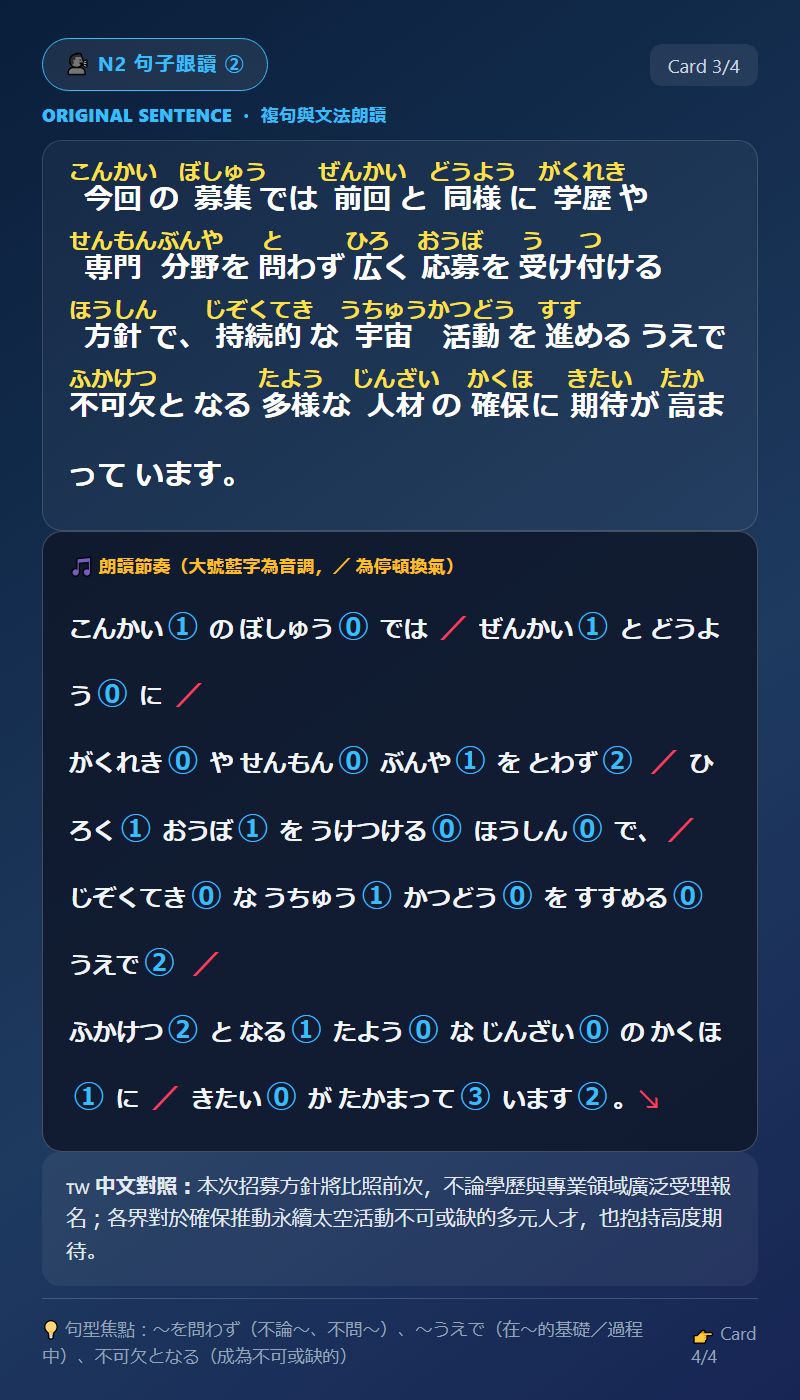 🗣 N2 句子跟讀 ②
Card 3/4
ORIGINAL SENTENCE ・ 複句與文法朗讀
こんかい ぼしゅう ぜんかい どうよう がくれき
今回 の 募集 では 前回 と 同様 に 学歴 や
せんもんぶんや と ひろ おうぼ う つ
専門 分野を 問わず 広く 応募を 受け付ける
ほうしん じぞくてき うちゅうかつどう すす
方針 で、 持続的 な 宇宙 活動 を 進める うえで
ふかけつ たよう じんざい かくほ きたい たか
不可欠と なる 多様な 人材 の 確保に 期待が 高ま
って います。
🎵 朗讀節奏（大號藍字為音調，／ 為停頓換氣）
こんかい ① の ぼしゅう ⓪ では ／ ぜんかい ① と どうよ
う ⓪ に ／
がくれき ⓪ や せんもん ⓪ ぶんや ① を とわず ② ／ ひ
ろく ① おうぼ ① を うけつける ⓪ ほうしん ⓪ で、 ／
じぞくてき ⓪ な うちゅう ① かつどう ⓪ を すすめる ⓪
うえで ② ／
ふかけつ ② と なる ① たよう ⓪ な じんざい ⓪ の かくほ
① に ／ きたい ⓪ が たかまって ③ います ② 。↘
TW 中文對照：本次招募方針將比照前次，不論學歷與專業領域廣泛受理報
名；各界對於確保推動永續太空活動不可或缺的多元人才，也抱持高度期
待。
💡 句型焦點：～を問わず（不論～、不問～）、～うえで（在～的基礎／過程
中）、不可欠となる（成為不可或缺的）
👉 Card
4/4